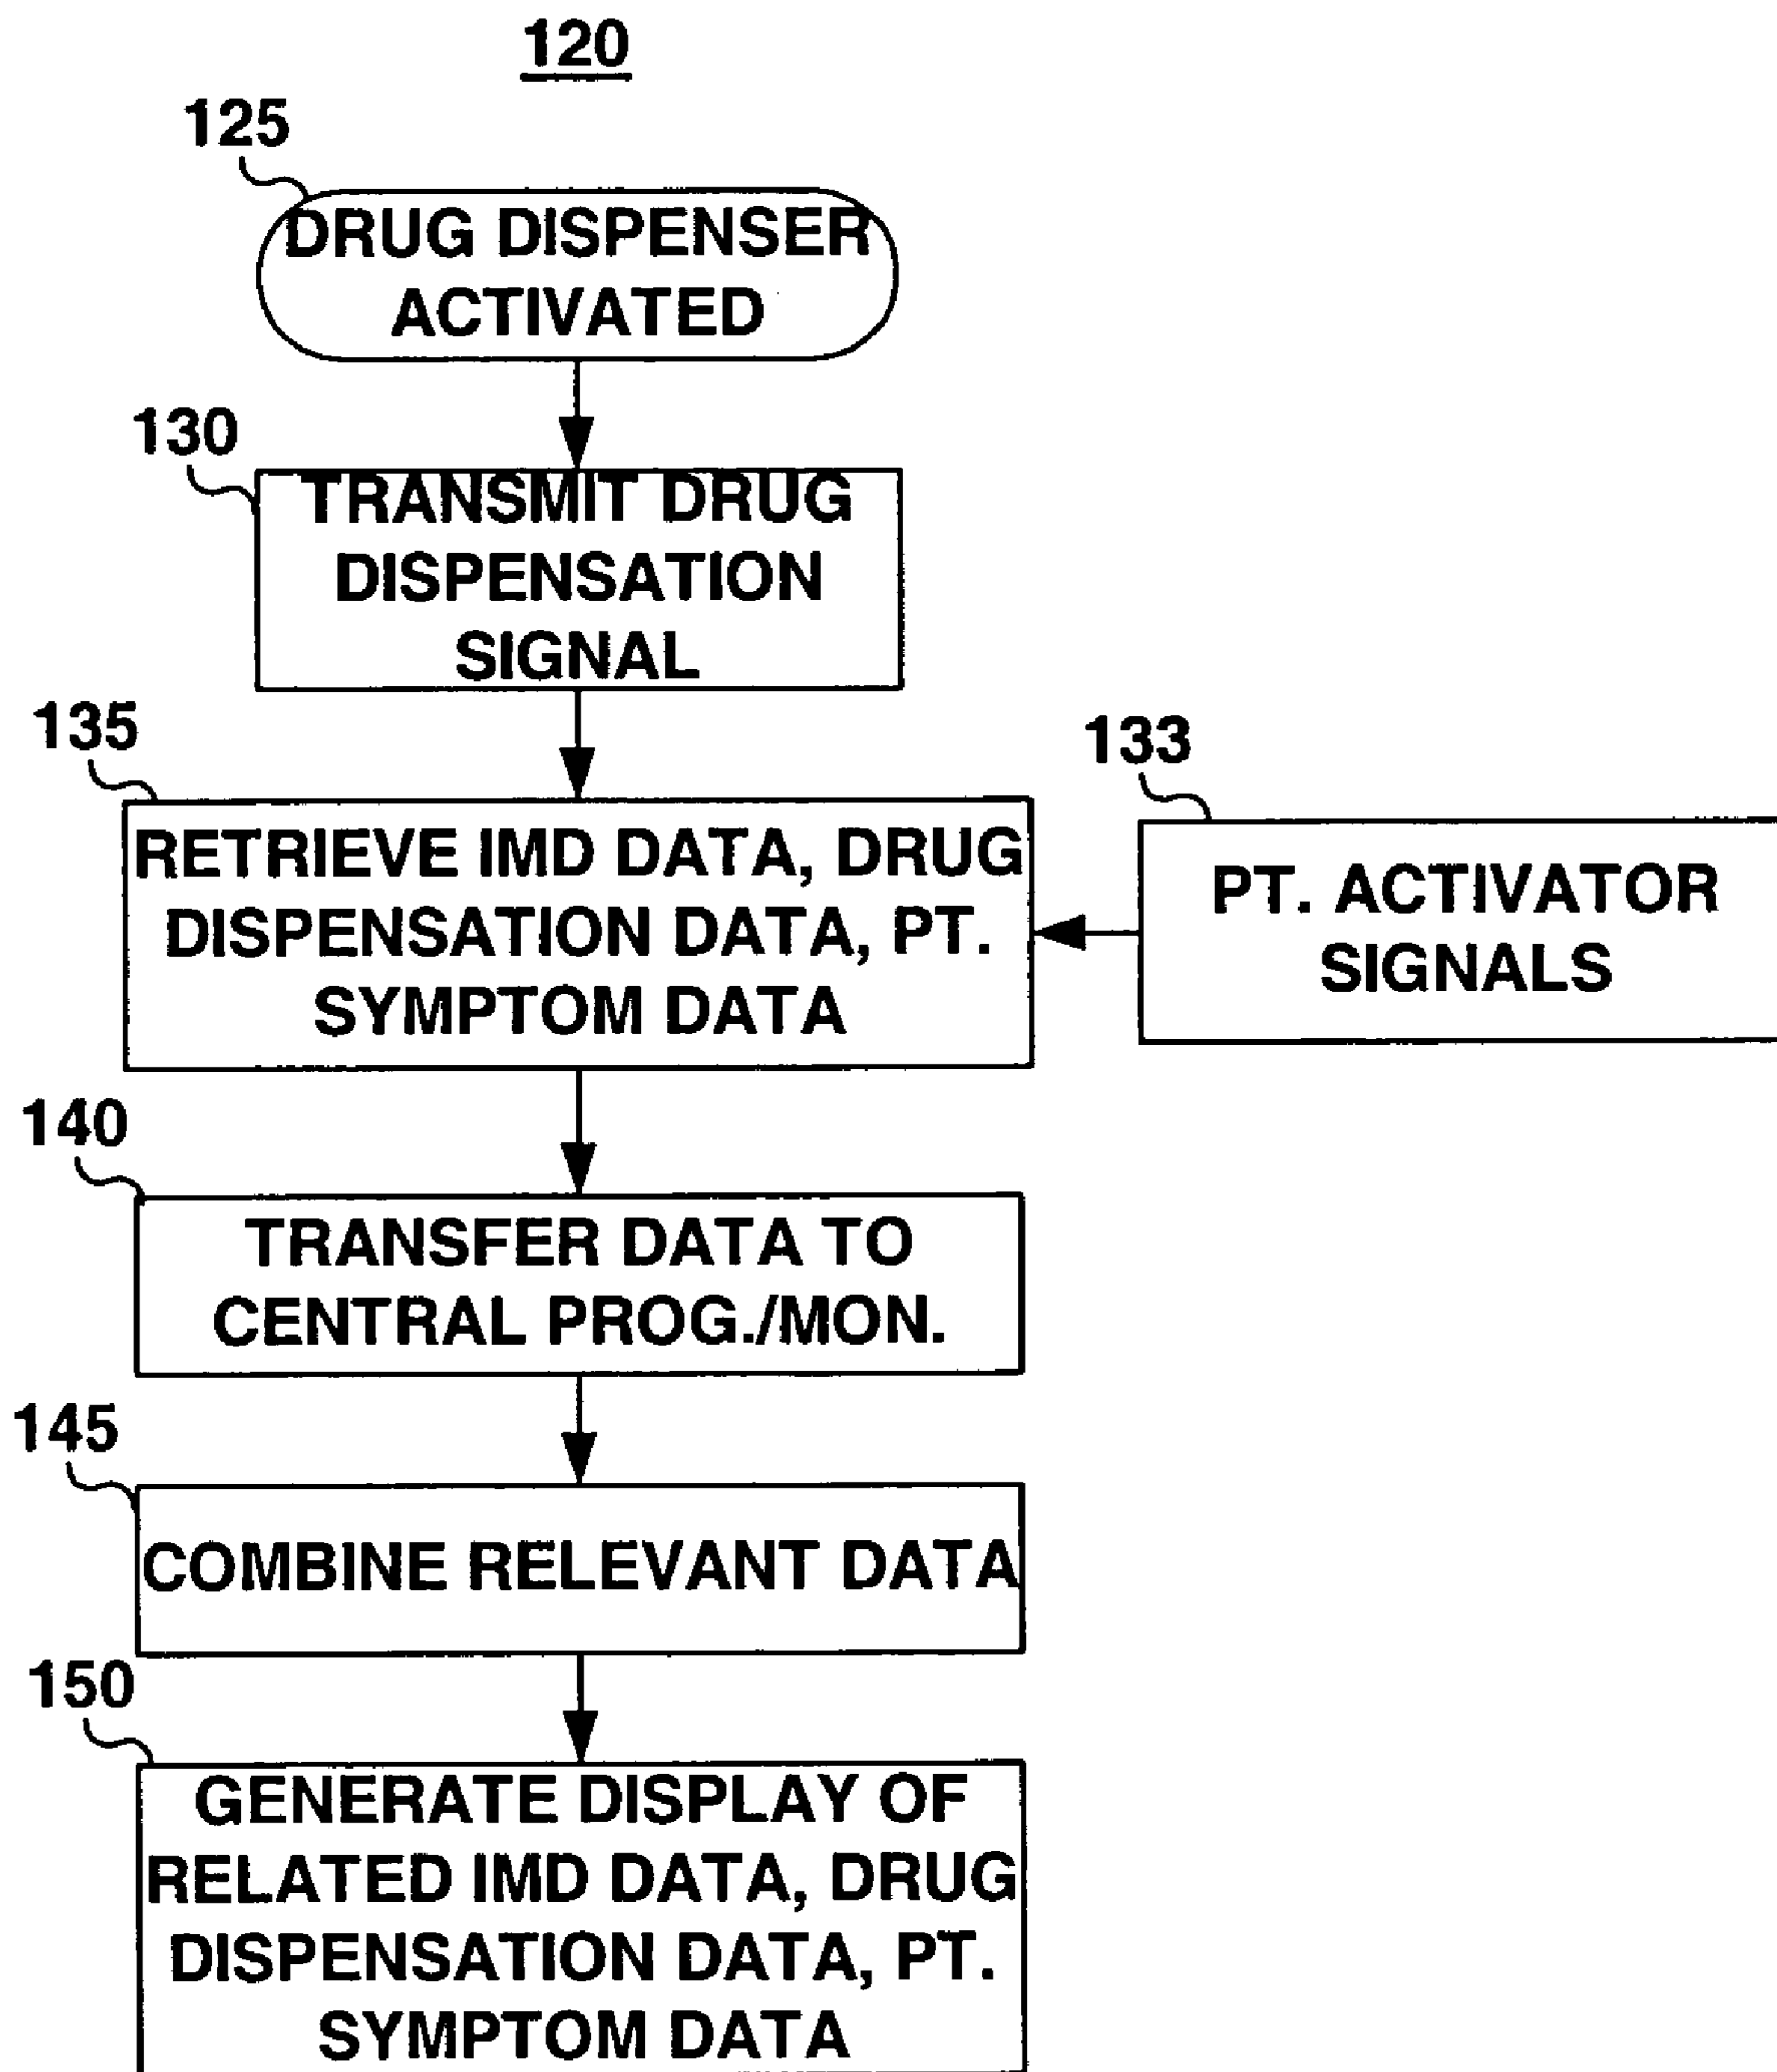 120
125
DRUG DISPENSER
ACTIVATED
130
TRANSMIT DRUG
DISPENSATION
SIGNAL
135
RETRIEVE IMD DATA, DRUG
DISPENSATION DATA, PT.
SYMPTOM DATA
133
PT. ACTIVATOR
SIGNALS
140
TRANSFER DATA TO
CENTRAL PROG./MON.
145
COMBINE RELEVANT DATA
150
GENERATE DISPLAY OF
RELATED IMD DATA, DRUG
DISPENSATION DATA, PT.
SYMPTOM DATA